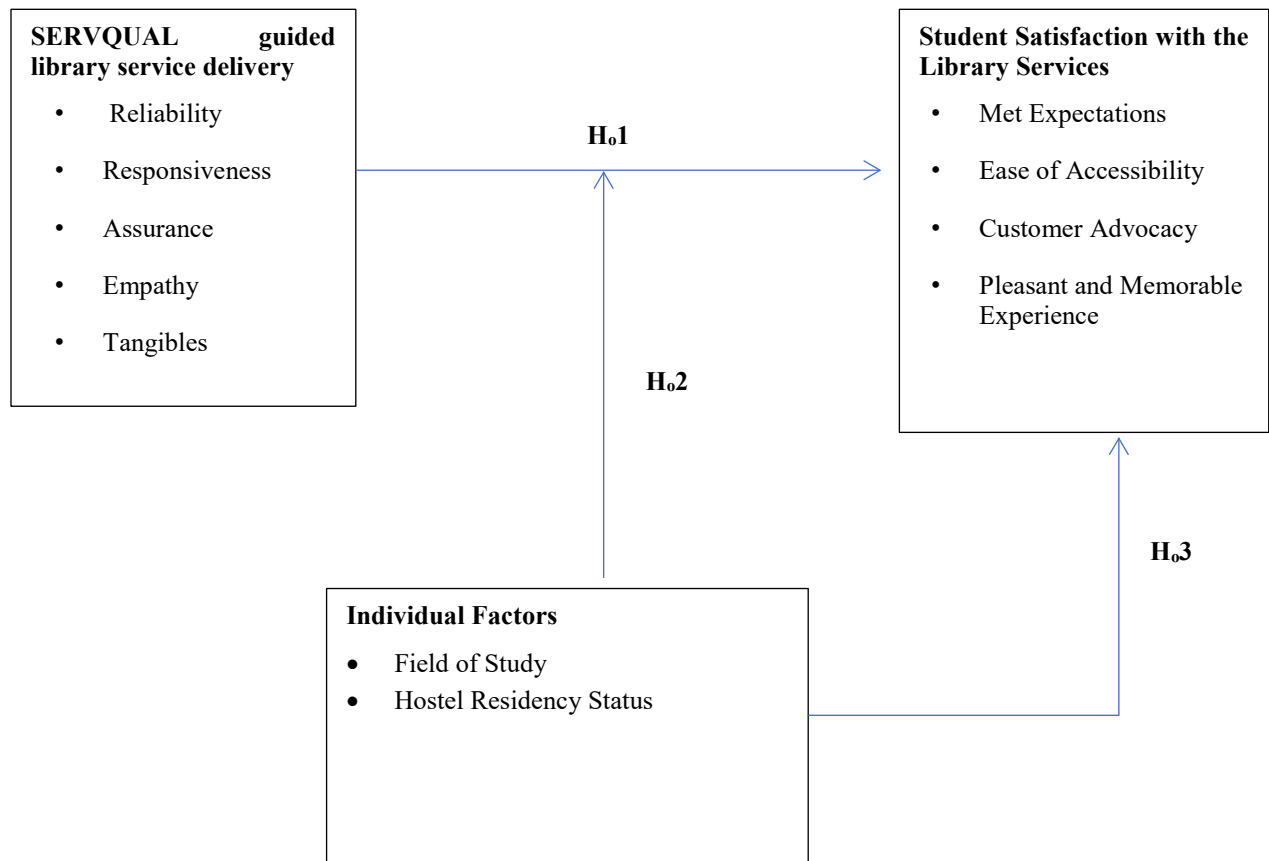 SERVQUAL guided
library service delivery
• Reliability
• Responsiveness
• Assurance
• Empathy
• Tangibles
Hₒ1
Student Satisfaction with the
Library Services
• Met Expectations
• Ease of Accessibility
• Customer Advocacy
• Pleasant and Memorable
Experience
Hₒ2
Hₒ3
Individual Factors
• Field of Study
• Hostel Residency Status